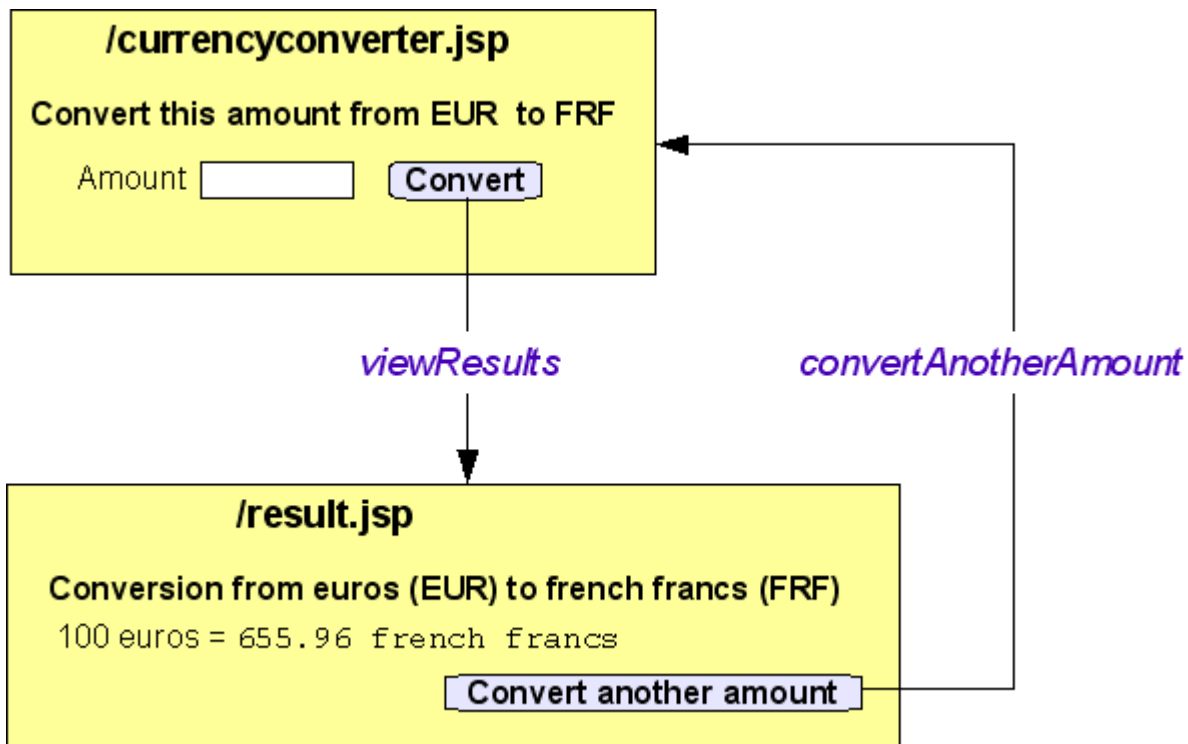 /currencyconverter.jsp
Convert this amount from EUR to FRF
Amount Convert
viewResults convertAnotherAmount
/result.jsp
Conversion from euros (EUR) to french francs (FRF)
100 euros = 655.96 french francs
Convert another amount